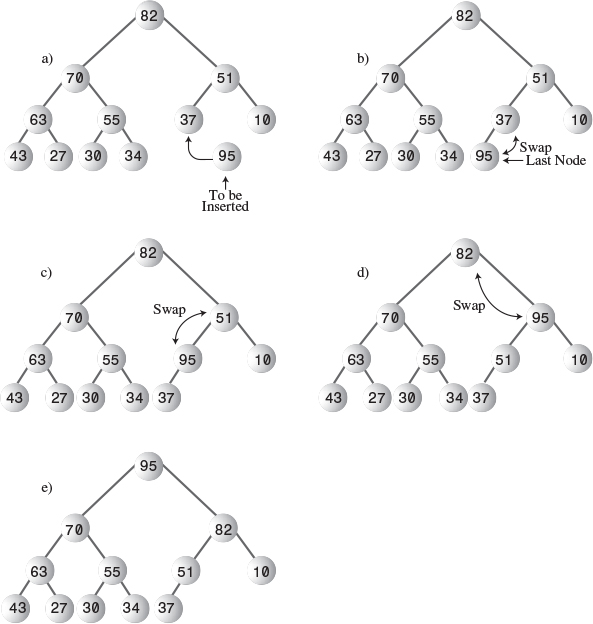 82
a)
70 51
63 55 37 10
43 27 30 34 95
To be
Inserted
82
b)
70 51
63 55 37 10
43 27 30 34 95
Swap
Last Node
82
c)
Swap
70 51
63 55 95 10
43 27 30 34 37
82
d)
Swap
70 95
63 55 51 10
43 27 30 34 37
95
e)
70 82
63 55 51 10
43 27 30 34 37